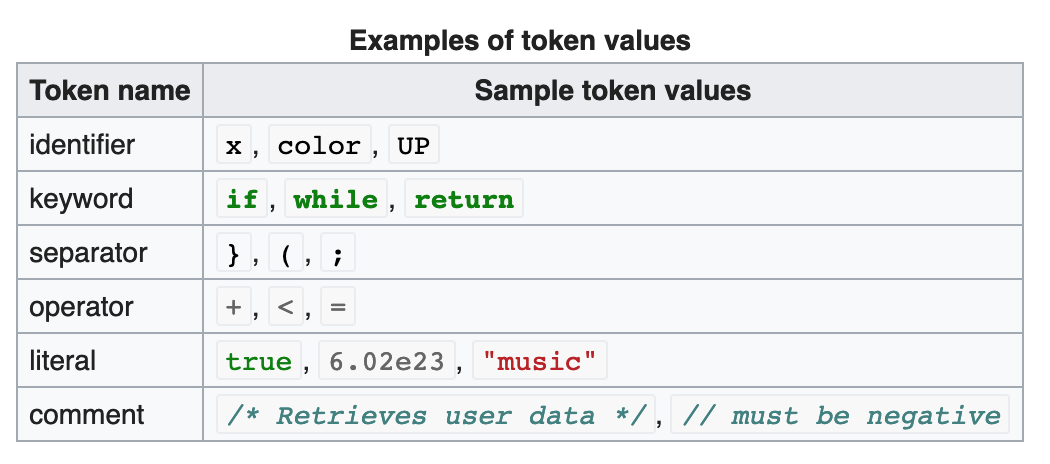 Examples of token values
Token name Sample token values
identifier x, color, UP
keyword if, while, return
separator }, (, ;
operator +, <, =
literal true, 6.02e23, "music"
comment /* Retrieves user data */, // must be negative